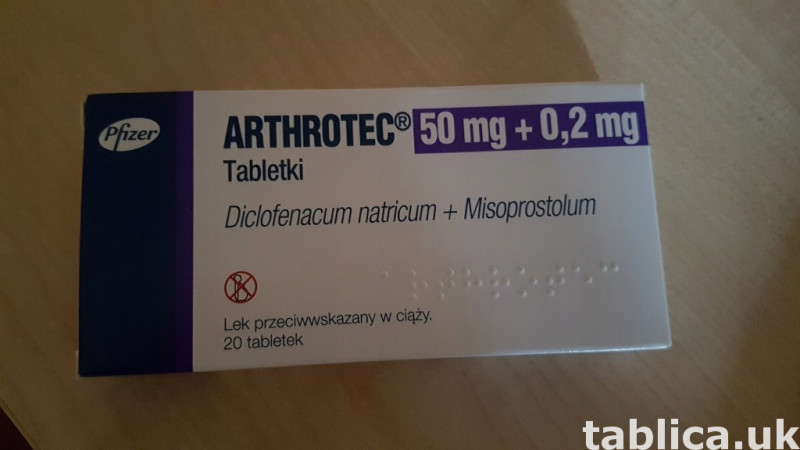 Pfizer
ARTHROTEC® 50 mg + 0,2 mg
Tabletki
Diclofenacum natricum + Misoprostolum
Lek przeciwwskazany w ciąży.
20 tabletek
tablica.uk